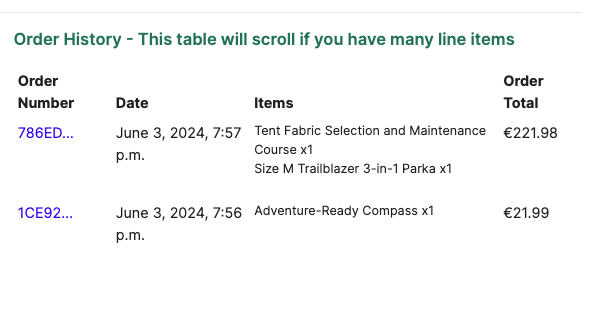 Order History - This table will scroll if you have many line items
Order
Number
Date
Items
Order
Total
786ED...
June 3, 2024, 7:57
p.m.
Tent Fabric Selection and Maintenance
Course x1
Size M Trailblazer 3-in-1 Parka x1
€221.98
1CE92...
June 3, 2024, 7:56
p.m.
Adventure-Ready Compass x1
€21.99